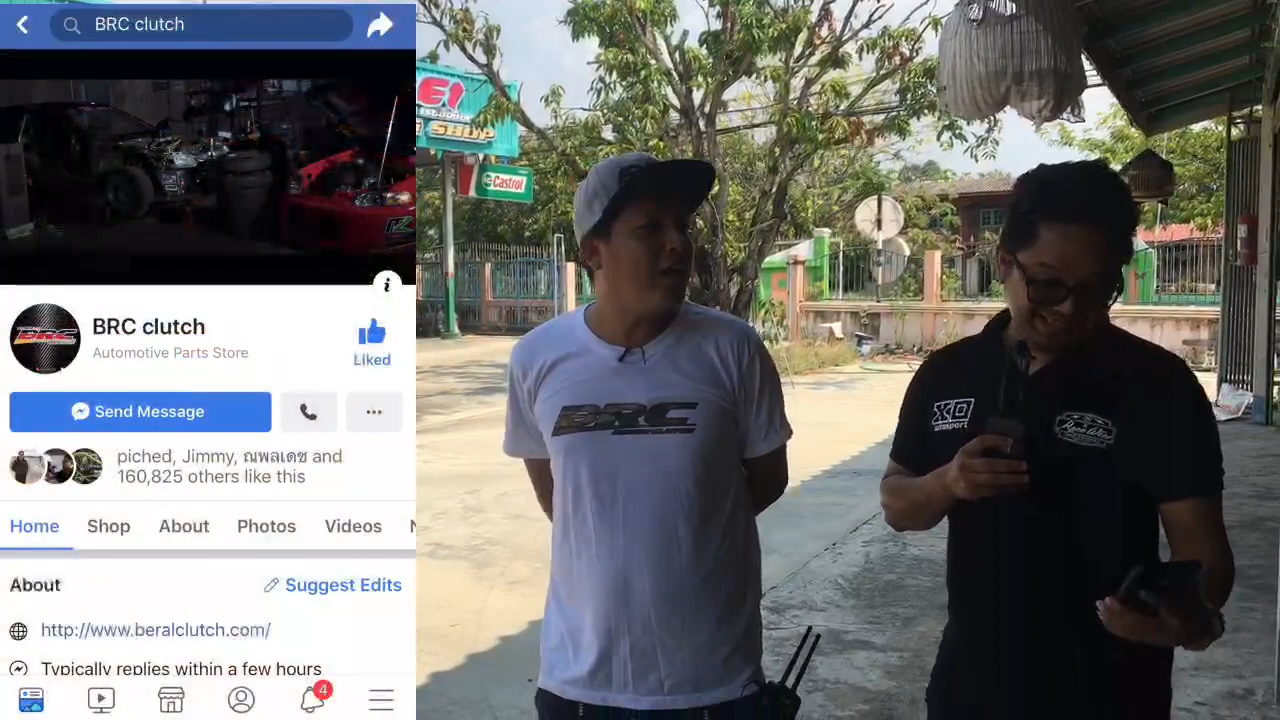 BRC clutch
BRC clutch
Automotive Parts Store
Liked
Send Message
piched, Jimmy, ณพลเดช and
160,825 others like this
Home
Shop
About
Photos
Videos
About
Suggest Edits
http://www.beralclutch.com/
Typically replies within a few hours
4
BRC
SHOP
Castrol
BRC
XO
autosport